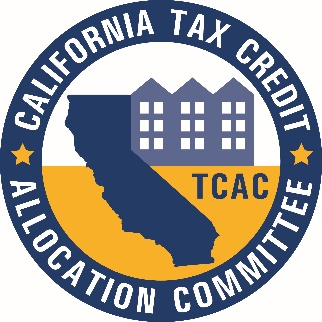 CALIFORNIA TAX CREDIT
TCAC
ALLOCATION COMMITTEE